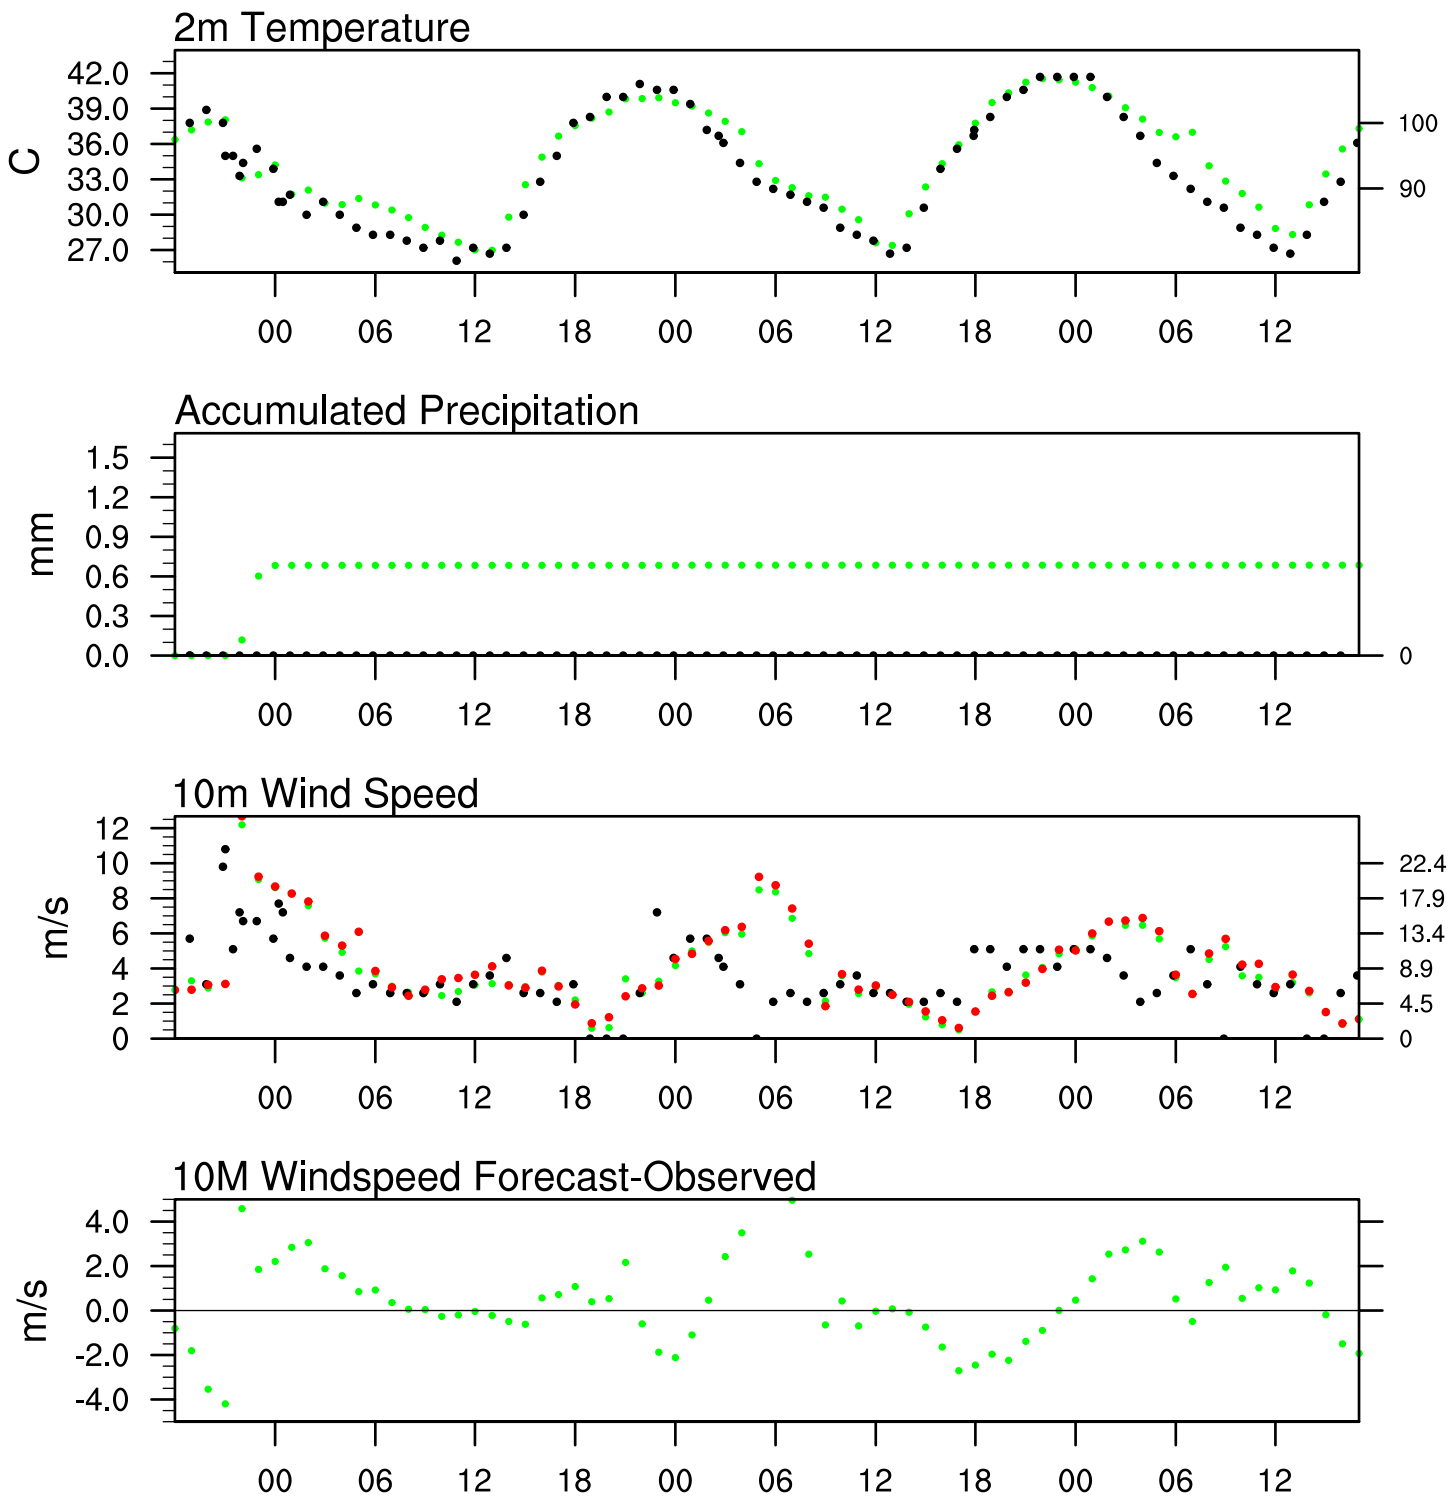 2m Temperature
42.0
39.0
36.0
33.0
30.0
27.0
C
100
90
00 06 12 18 00 06 12 18 00 06 12
Accumulated Precipitation
1.5
1.2
0.9
0.6
0.3
0.0
mm
0
00 06 12 18 00 06 12 18 00 06 12
10m Wind Speed
12
10
8
6
4
2
0
m/s
22.4
17.9
13.4
8.9
4.5
0
00 06 12 18 00 06 12 18 00 06 12
10M Windspeed Forecast-Observed
4.0
2.0
0.0
-2.0
-4.0
m/s
00 06 12 18 00 06 12 18 00 06 12